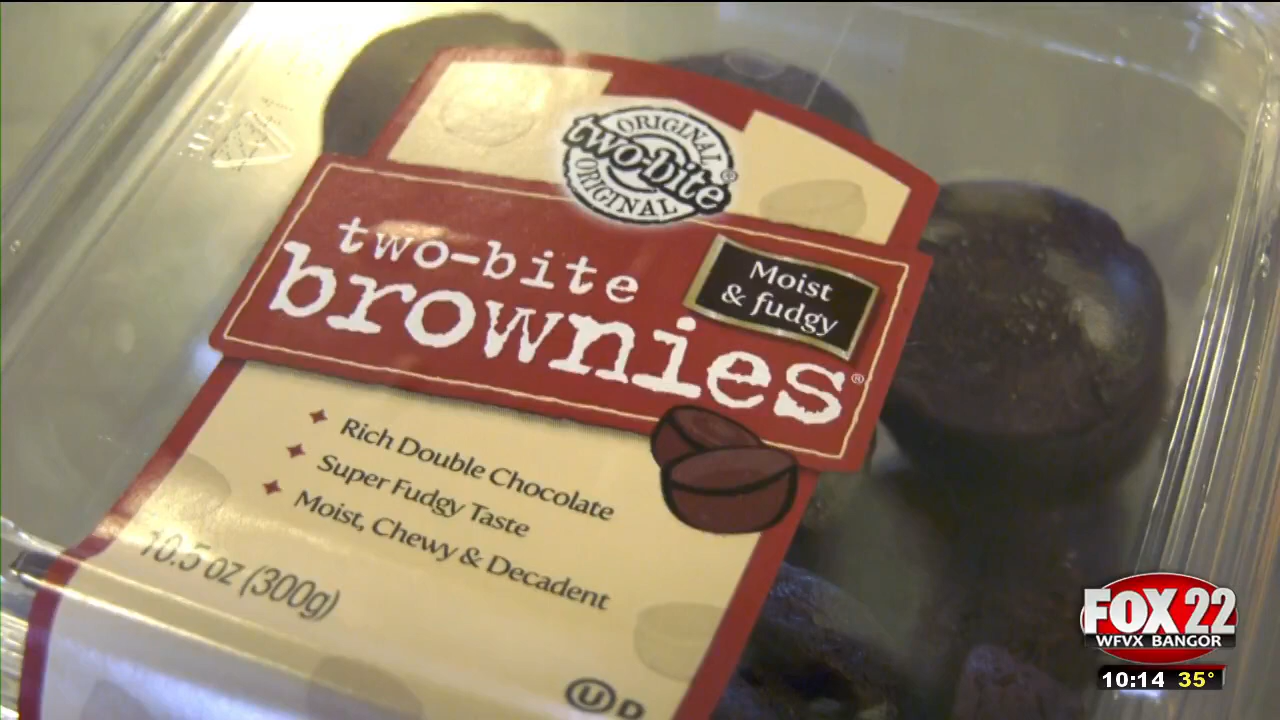 ORIGINAL
two-bite®
ORIGINAL
two-bite
brownies®
Moist
& fudgy
Rich Double Chocolate
Super Fudgy Taste
Moist, Chewy & Decadent
10.5 oz (300g)
U D
FOX 22
WFVX BANGOR
10:14 35°